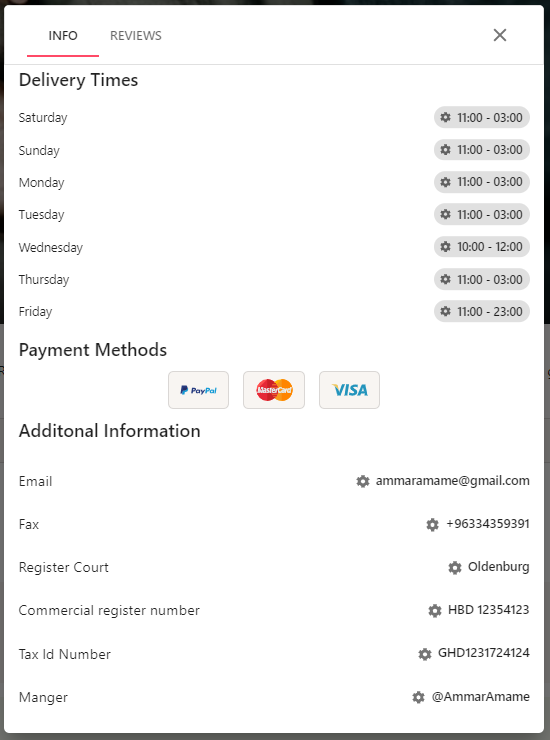 INFO REVIEWS
Delivery Times
Saturday 11:00 - 03:00
Sunday 11:00 - 03:00
Monday 11:00 - 03:00
Tuesday 11:00 - 03:00
Wednesday 10:00 - 12:00
Thursday 11:00 - 03:00
Friday 11:00 - 23:00
Payment Methods
PayPal MasterCard VISA
Additonal Information
Email ammaramame@gmail.com
Fax +96334359391
Register Court Oldenburg
Commercial register number HBD 12354123
Tax Id Number GHD1231724124
Manger @AmmarAmame